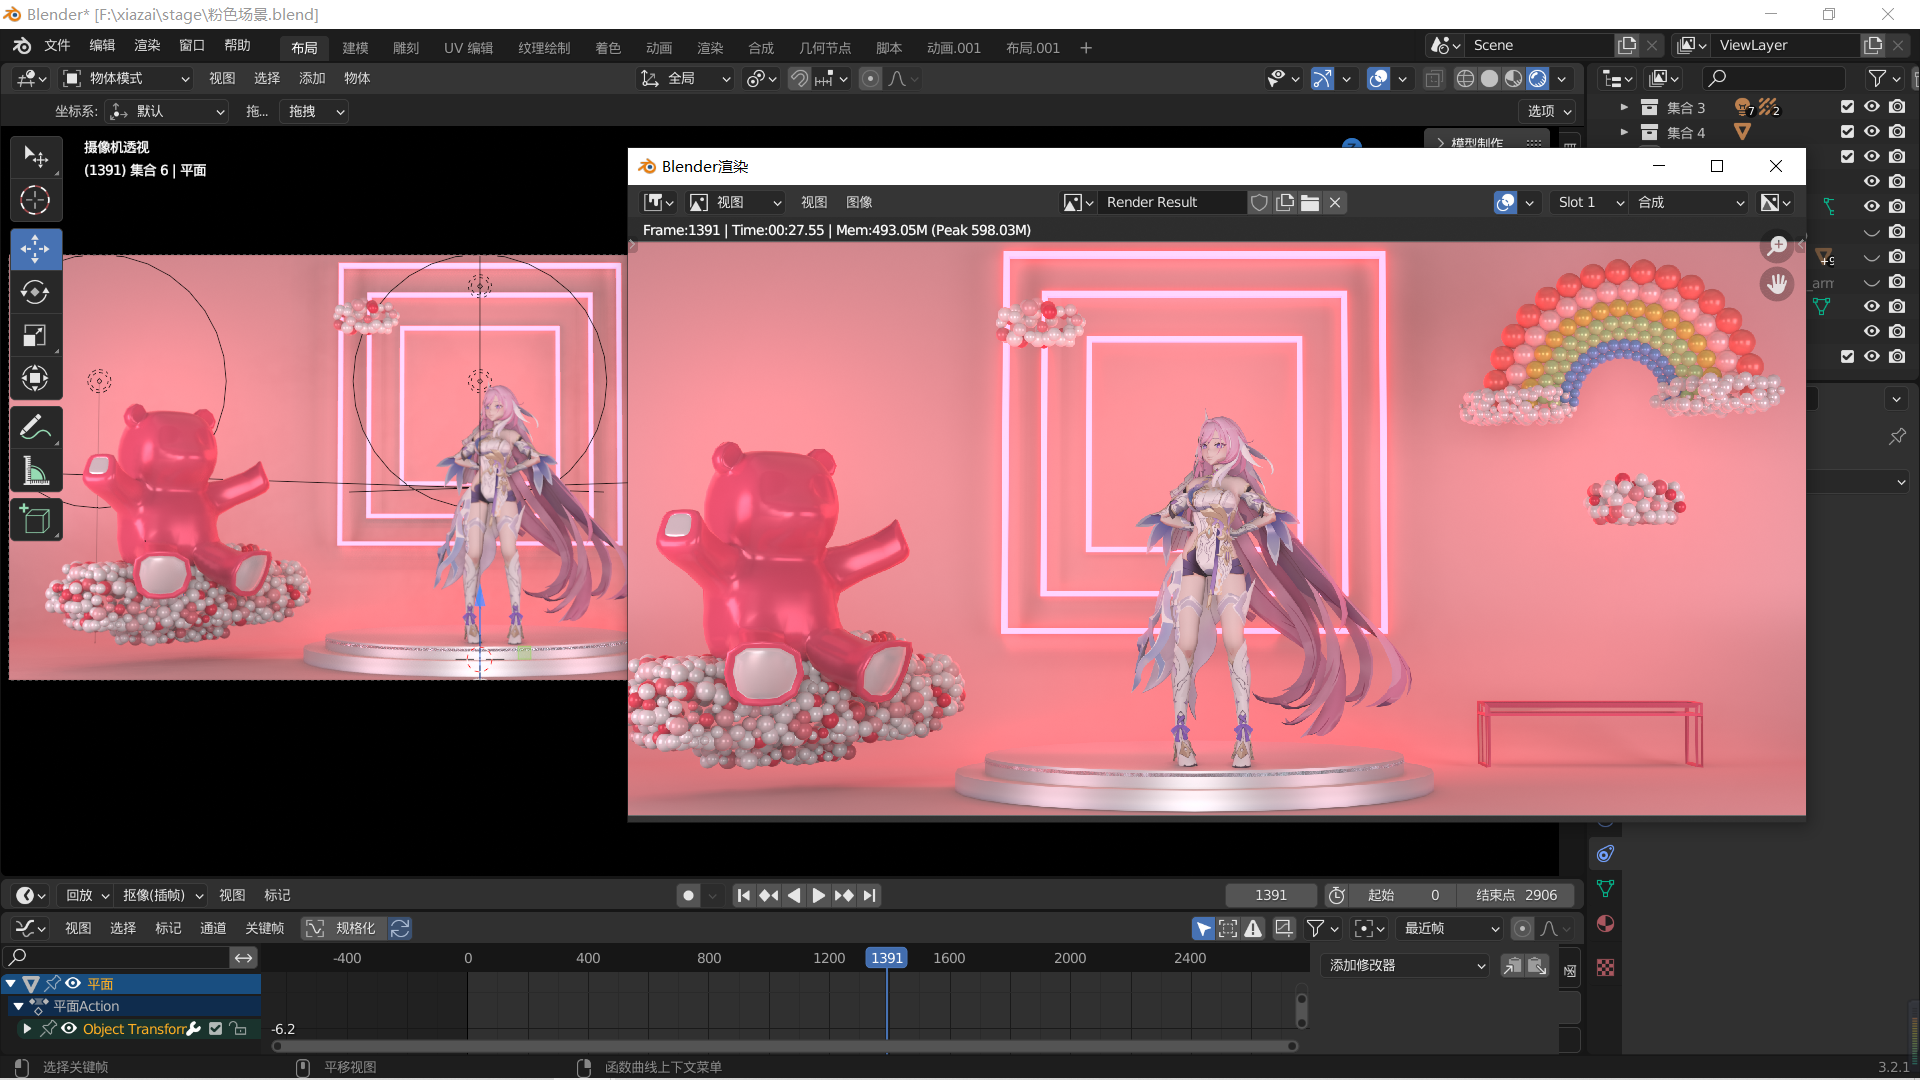 Blender* [F:\xiazai\stage\粉色场景.blend]
文件 编辑 渲染 窗口 帮助 布局 建模 雕刻 UV 编辑 纹理绘制 着色 动画 渲染 合成 几何节点 脚本 动画.001 布局.001 + Scene ViewLayer
物体模式 视图 选择 添加 物体 全局
坐标系: 默认 拖... 拖拽 选项
集合 3 7 2
集合 4
摄像机透视
(1391) 集合 6 | 平面
模型制作
Blender渲染
视图 视图 图像 Render Result Slot 1 合成
Frame:1391 | Time:00:27.55 | Mem:493.05M (Peak 598.03M)
+9
_arm
回放 抠像(插帧) 视图 标记 1391 起始 0 结束点 2906
视图 选择 标记 通道 关键帧 规格化 最近帧
-400 0 400 800 1200 1391 1600 2000 2400
添加修改器
平面
平面Action
Object Transform
-6.2
选择关键帧 平移视图 函数曲线上下文菜单 3.2.1